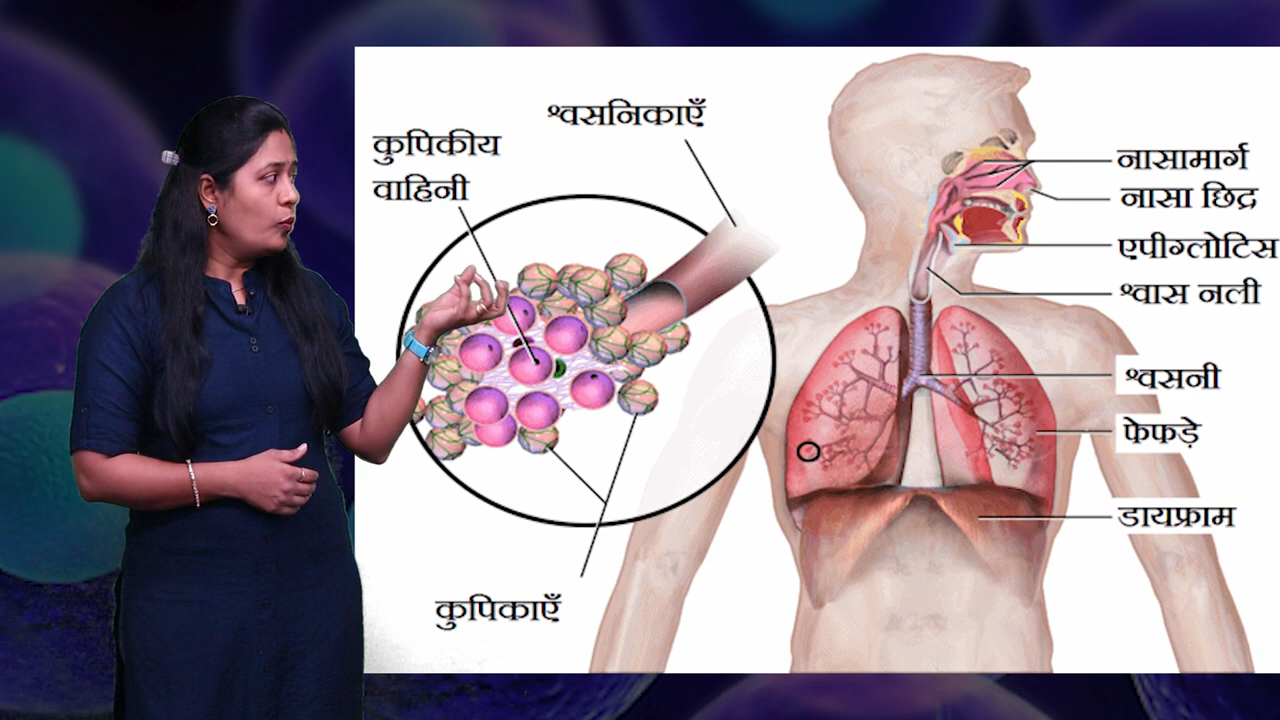 श्वसनिकाएँ
कुपिकीय
वाहिनी
कुपिकाएँ
नासामार्ग
नासा छिद्र
एपीग्लोटिस
श्वास नली
श्वसनी
फेफड़े
डायफ्राम